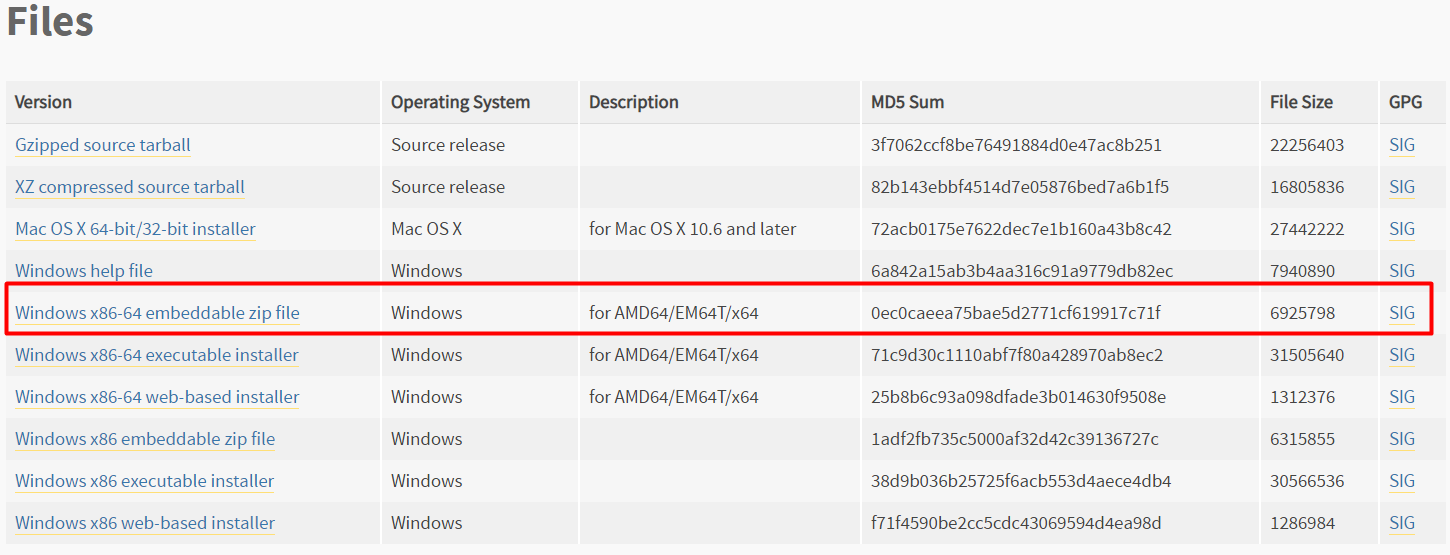 Files
Version Operating System Description MD5 Sum File Size GPG
Gzipped source tarball Source release 3f7062ccf8be76491884d0e47ac8b251 22256403 SIG
XZ compressed source tarball Source release 82b143ebbf4514d7e05876bed7a6b1f5 16805836 SIG
Mac OS X 64-bit/32-bit installer Mac OS X for Mac OS X 10.6 and later 72acb0175e7622dec7e1b160a43b8c42 27442222 SIG
Windows help file Windows 6a842a15ab3b4aa316c91a9779db82ec 7940890 SIG
Windows x86-64 embeddable zip file Windows for AMD64/EM64T/x64 0ec0caeea75bae5d2771cf619917c71f 6925798 SIG
Windows x86-64 executable installer Windows for AMD64/EM64T/x64 71c9d30c1110abf7f80a428970ab8ec2 31505640 SIG
Windows x86-64 web-based installer Windows for AMD64/EM64T/x64 25b8b6c93a098dfade3b014630f9508e 1312376 SIG
Windows x86 embeddable zip file Windows 1adf2fb735c5000af32d42c39136727c 6315855 SIG
Windows x86 executable installer Windows 38d9b036b25725f6acb553d4aece4db4 30566536 SIG
Windows x86 web-based installer Windows f71f4590be2cc5cdc43069594d4ea98d 1286984 SIG